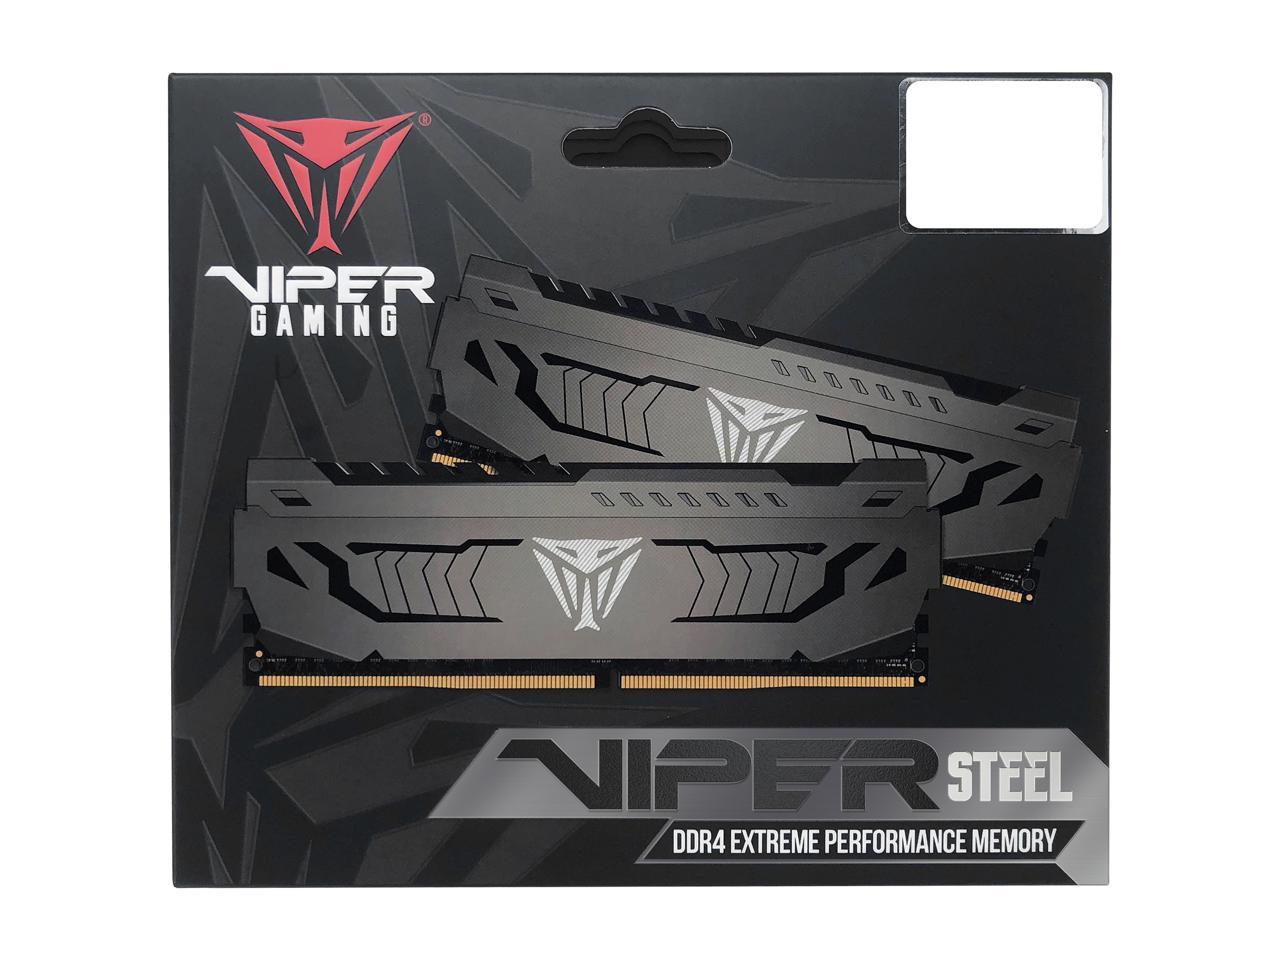 ®
VIPER
GAMING
VIPER STEEL
DDR4 EXTREME PERFORMANCE MEMORY